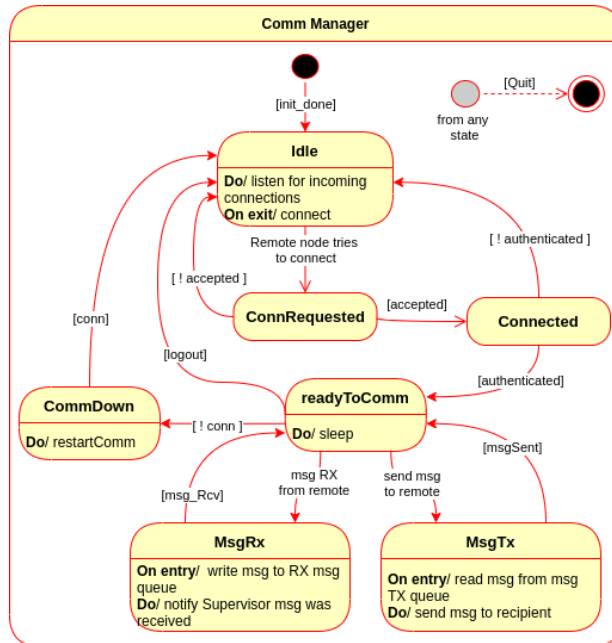 Comm Manager
[init_done]
[Quit]
from any
state
Idle
Do/ listen for incoming
connections
On exit/ connect
Remote node tries
to connect
[ ! authenticated ]
[ ! accepted ]
[conn]
ConnRequested
[accepted]
Connected
[logout]
[authenticated]
CommDown
Do/ restartComm
[ ! conn ]
readyToComm
Do/ sleep
[msgSent]
[msg_Rcv]
msg RX
from remote
send msg
to remote
MsgRx
On entry/ write msg to RX msg
queue
Do/ notify Supervisor msg was
received
MsgTx
On entry/ read msg from msg
TX queue
Do/ send msg to recipient